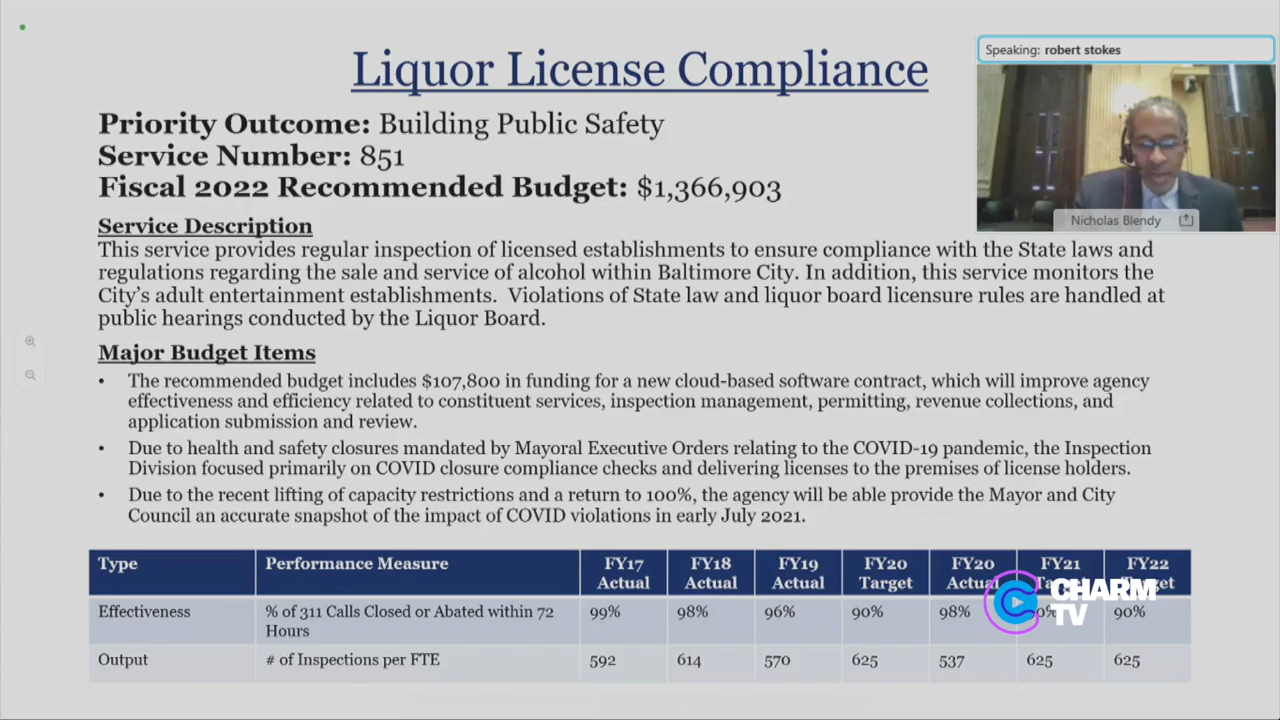 Liquor License Compliance
Speaking: robert stokes
Nicholas Blendy
Priority Outcome: Building Public Safety
Service Number: 851
Fiscal 2022 Recommended Budget: $1,366,903
Service Description
This service provides regular inspection of licensed establishments to ensure compliance with the State laws and
regulations regarding the sale and service of alcohol within Baltimore City. In addition, this service monitors the
City's adult entertainment establishments. Violations of State law and liquor board licensure rules are handled at
public hearings conducted by the Liquor Board.
Major Budget Items
• The recommended budget includes $107,800 in funding for a new cloud-based software contract, which will improve agency
effectiveness and efficiency related to constituent services, inspection management, permitting, revenue collections, and
application submission and review.
• Due to health and safety closures mandated by Mayoral Executive Orders relating to the COVID-19 pandemic, the Inspection
Division focused primarily on COVID closure compliance checks and delivering licenses to the premises of license holders.
• Due to the recent lifting of capacity restrictions and a return to 100%, the agency will be able provide the Mayor and City
Council an accurate snapshot of the impact of COVID violations in early July 2021.
Type Performance Measure FY17 Actual FY18 Actual FY19 Actual FY20 Target FY20 Actual FY21 FY22
Effectiveness % of 311 Calls Closed or Abated within 72 Hours 99% 98% 96% 90% 98% 90%
Output # of Inspections per FTE 592 614 570 625 537 625 625
CHARM
TV